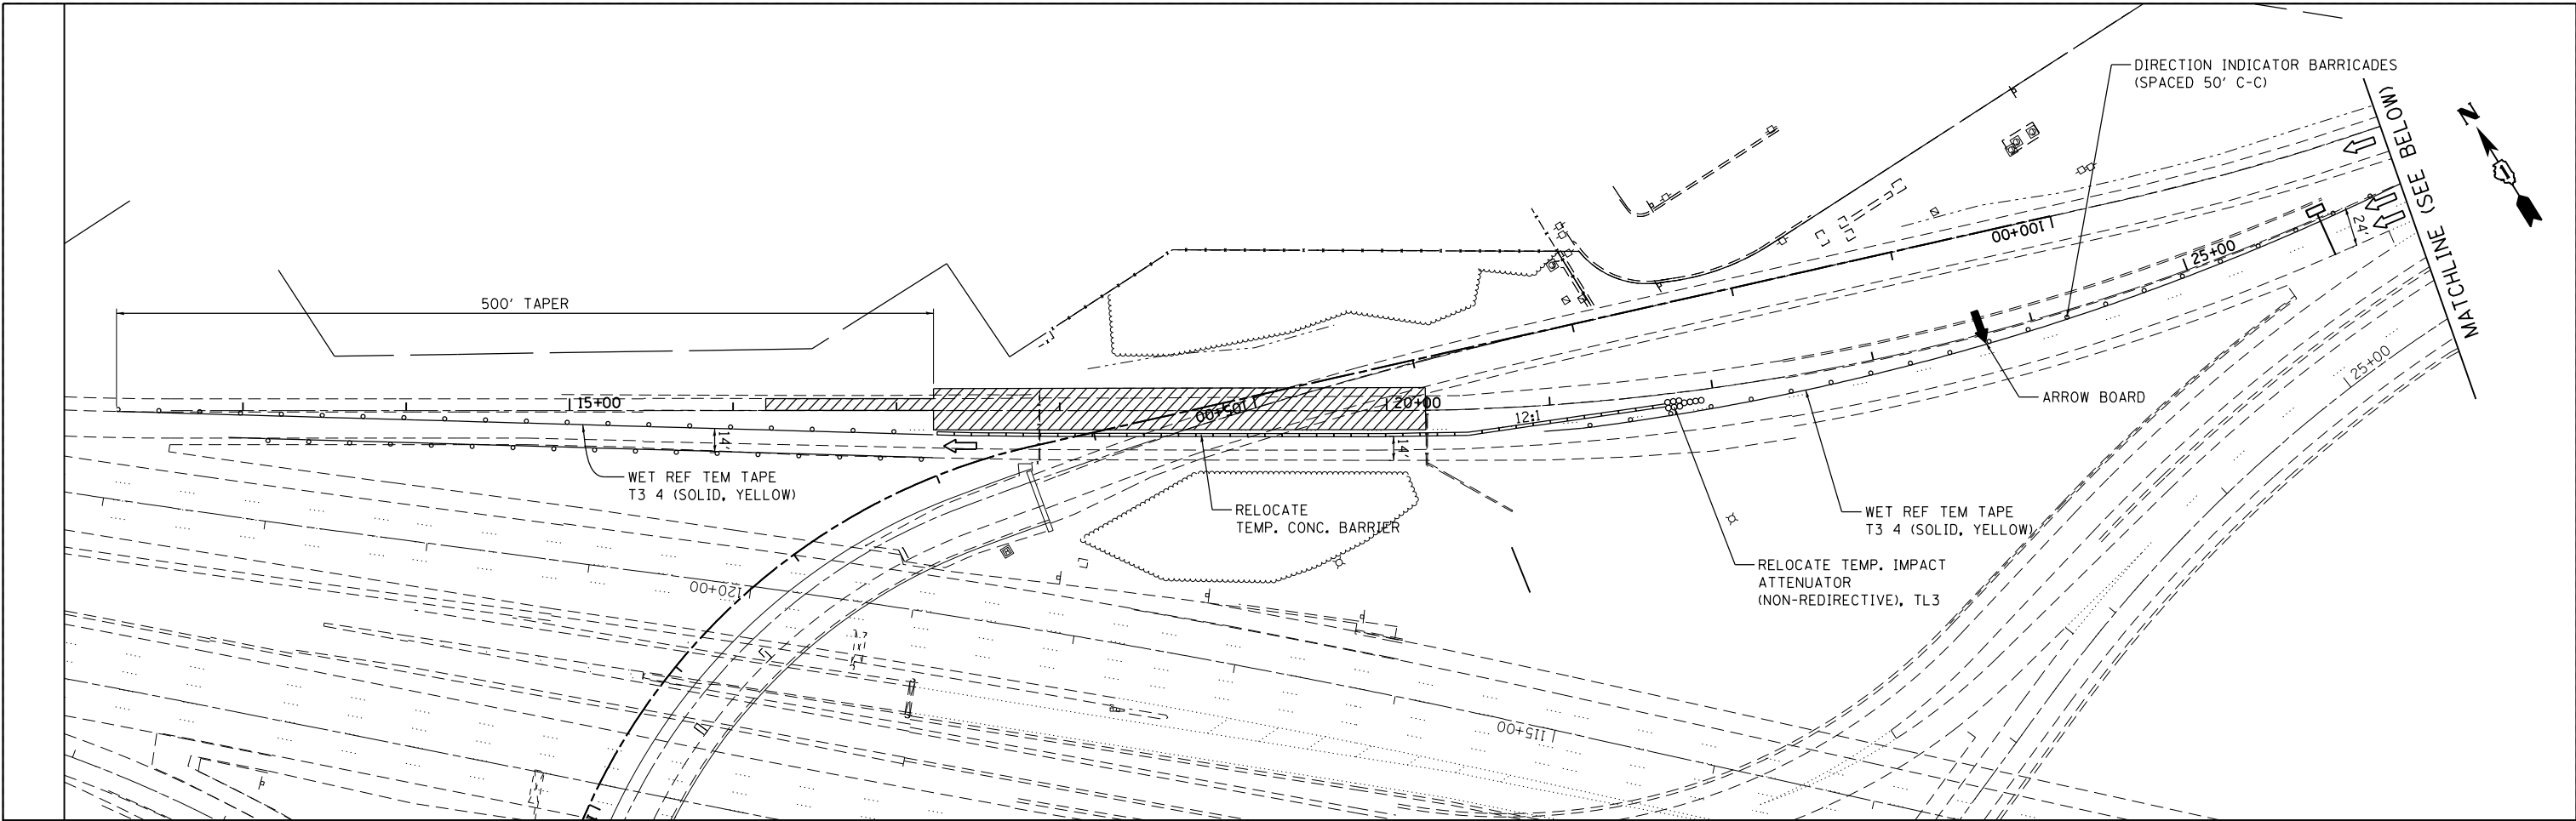 DIRECTION INDICATOR BARRICADES
(SPACED 50' C-C)
N
MATCHLINE (SEE BELOW)
1100+00
25+00
24'
500' TAPER
25+00
ARROW BOARD
15+00
1105+00
20+00
12:1
14'
14'
WET REF TEM TAPE
T3 4 (SOLID, YELLOW)
RELOCATE
TEMP. CONC. BARRIER
WET REF TEM TAPE
T3 4 (SOLID, YELLOW)
RELOCATE TEMP. IMPACT
ATTENUATOR
(NON-REDIRECTIVE), TL3
120+00
115+00